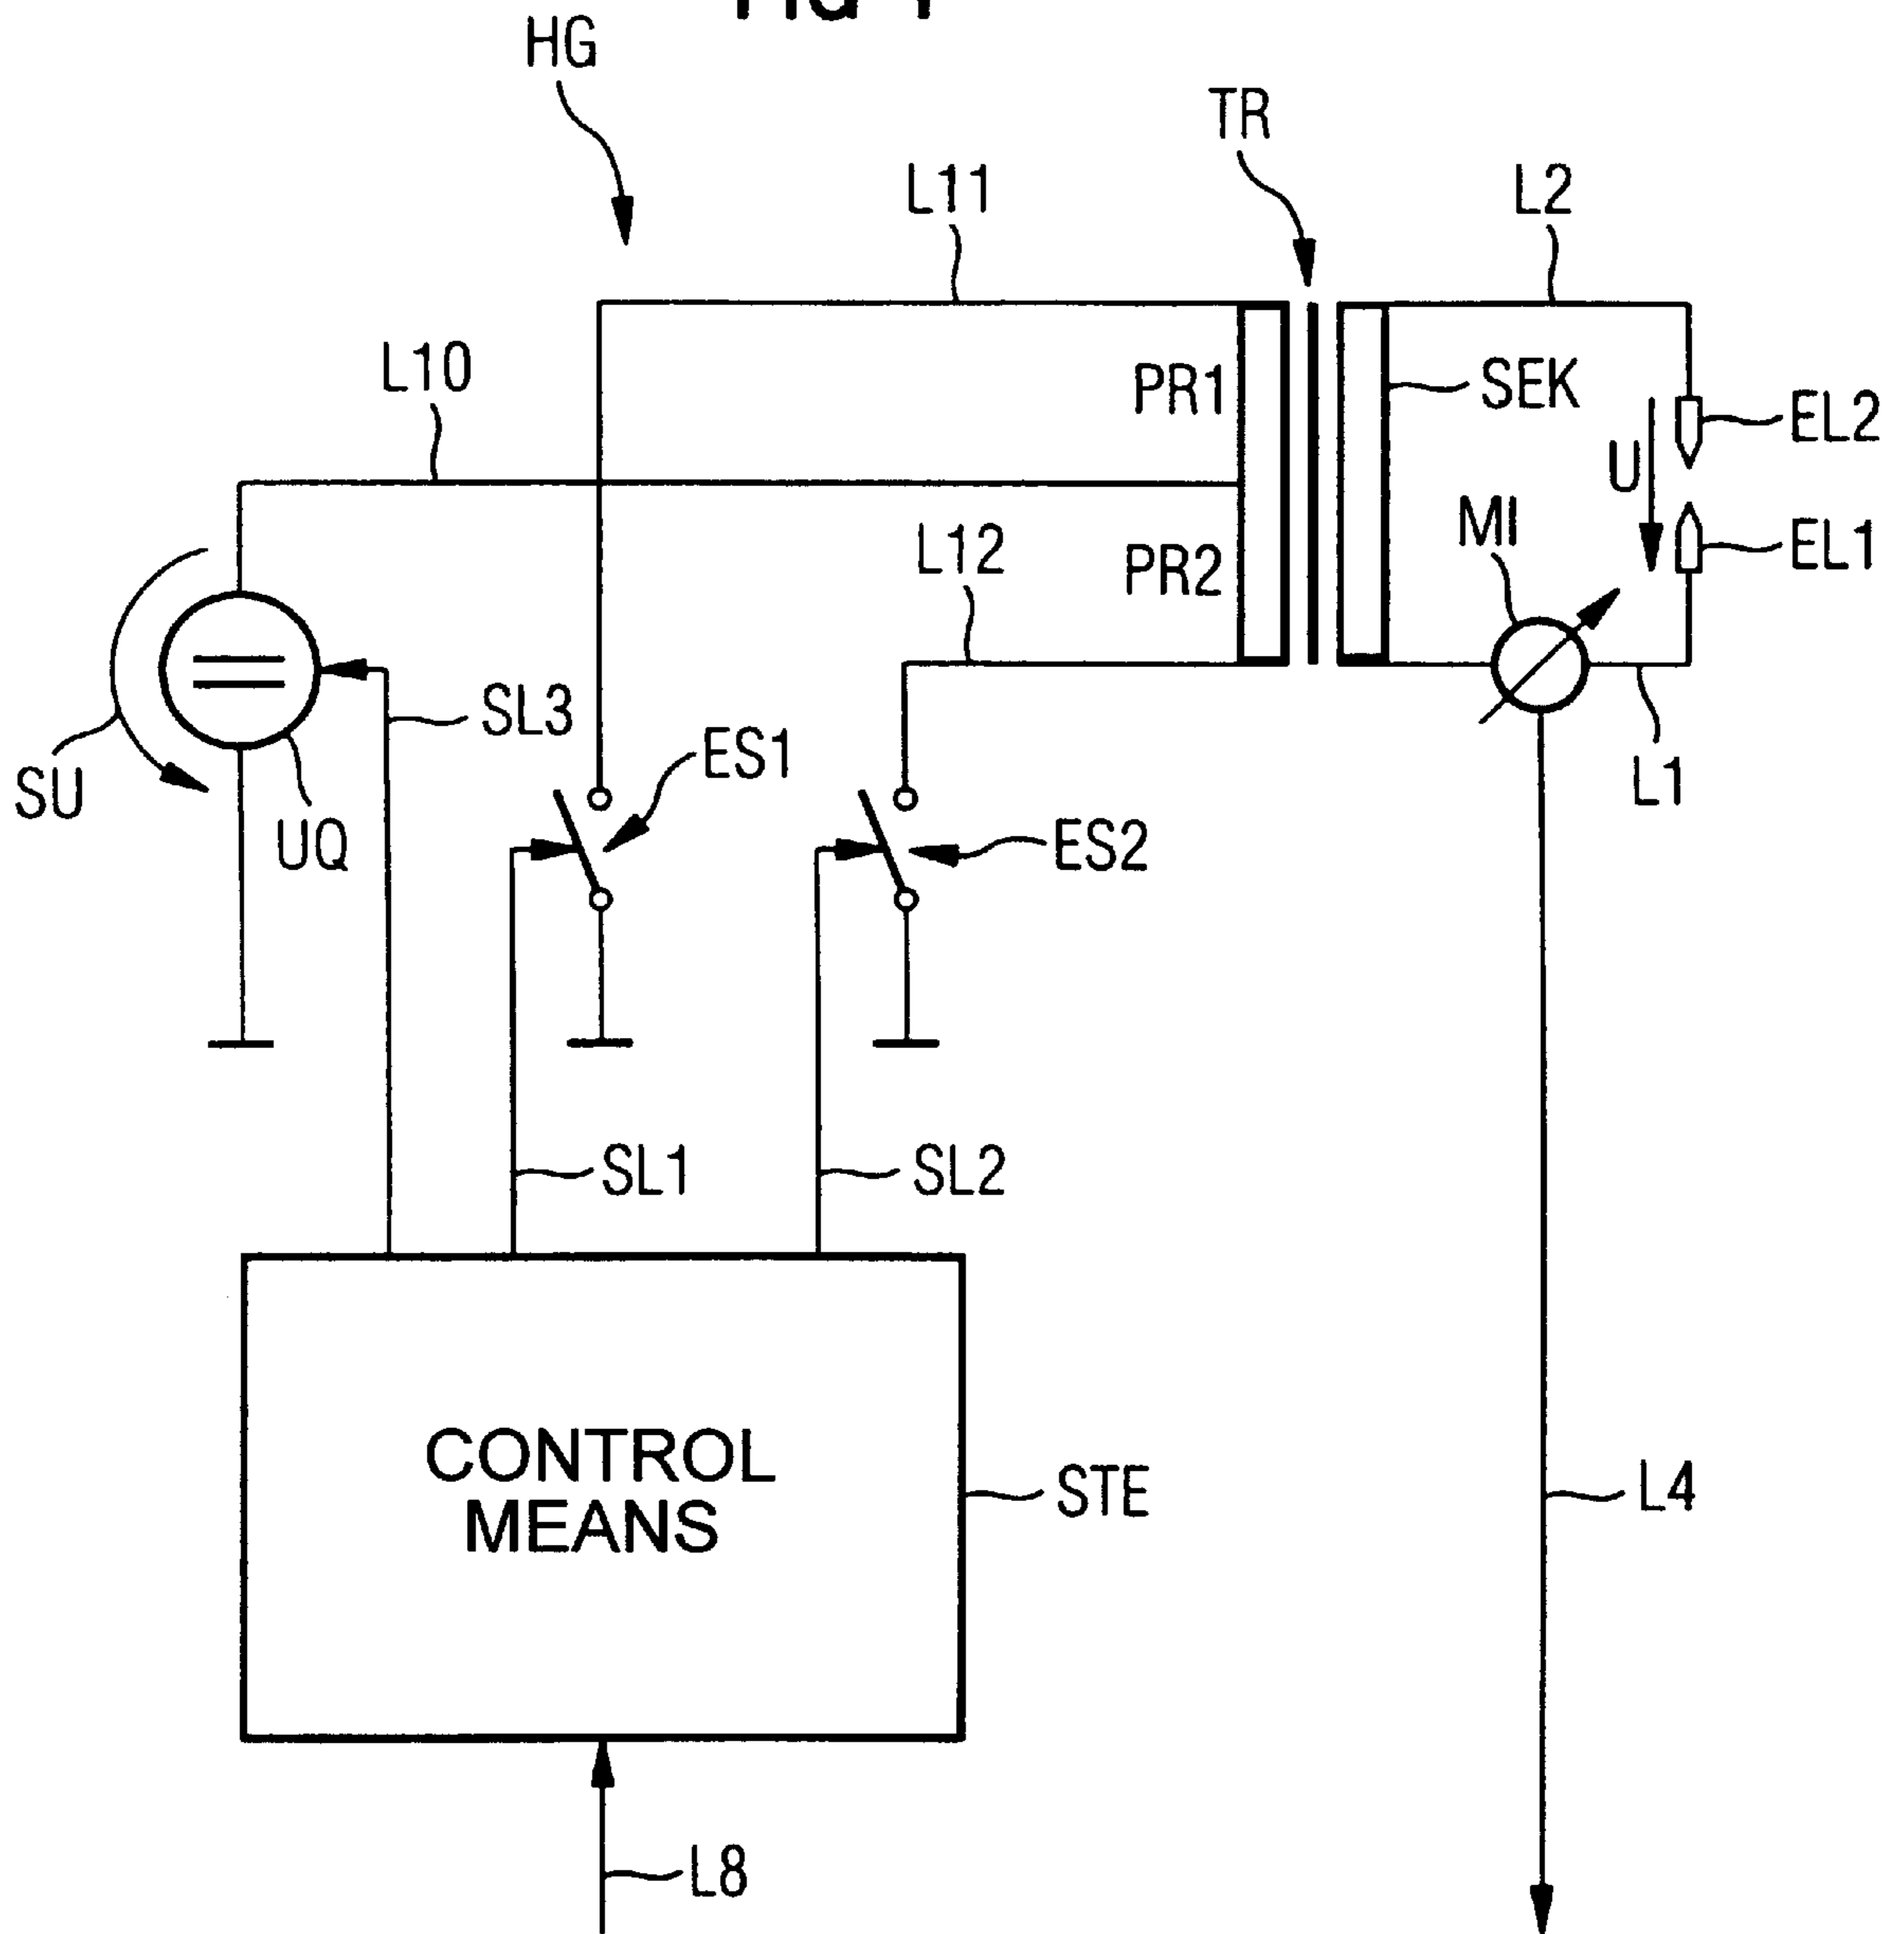 HG
TR
L11
L2
L10
PR1
SEK
EL2
U
MI
L12
PR2
EL1
SL3
ES1
SU
L1
UQ
ES2
SL1
SL2
CONTROL
MEANS
STE
L4
L8